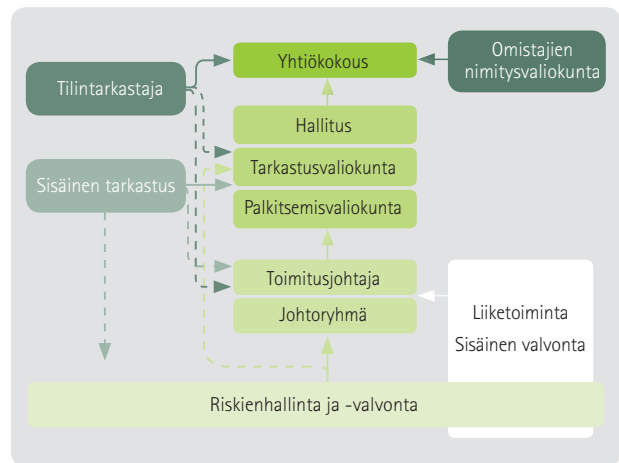 Yhtiökokous
Omistajien
nimitysvaliokunta
Tilintarkastaja
Hallitus
Tarkastusvaliokunta
Sisäinen tarkastus
Palkitsemisvaliokunta
Toimitusjohtaja
Johtoryhmä
Liiketoiminta
Sisäinen valvonta
Riskienhallinta ja -valvonta